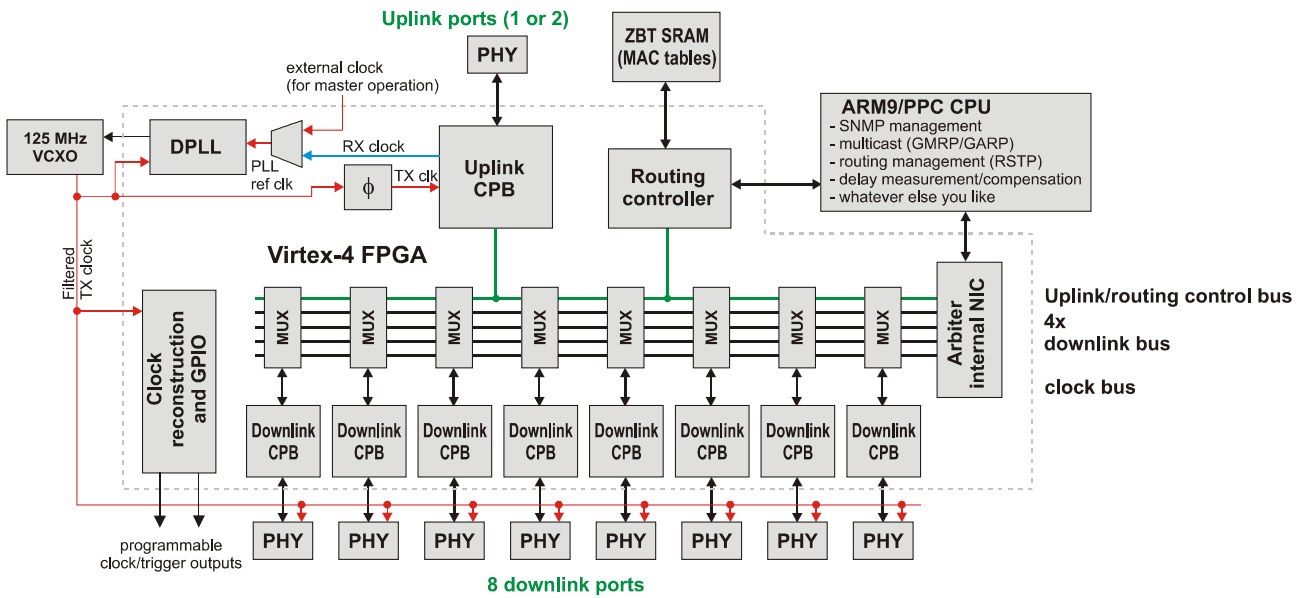 Uplink ports (1 or 2)
PHY
ZBT SRAM
(MAC tables)
external clock
(for master operation)
ARM9/PPC CPU
- SNMP management
- multicast (GMRP/GARP)
- routing management (RSTP)
- delay measurement/compensation
- whatever else you like
125 MHz
VCXO
DPLL
RX clock
PLL
ref clk
ϕ
TX clk
Uplink
CPB
Routing
controller
Filtered
TX clock
Virtex-4 FPGA
Clock
reconstruction
and GPIO
MUX
MUX
MUX
MUX
MUX
MUX
MUX
MUX
Arbiter
internal NIC
Uplink/routing control bus
4x
downlink bus
clock bus
Downlink
CPB
Downlink
CPB
Downlink
CPB
Downlink
CPB
Downlink
CPB
Downlink
CPB
Downlink
CPB
Downlink
CPB
programmable
clock/trigger outputs
PHY
PHY
PHY
PHY
PHY
PHY
PHY
PHY
8 downlink ports